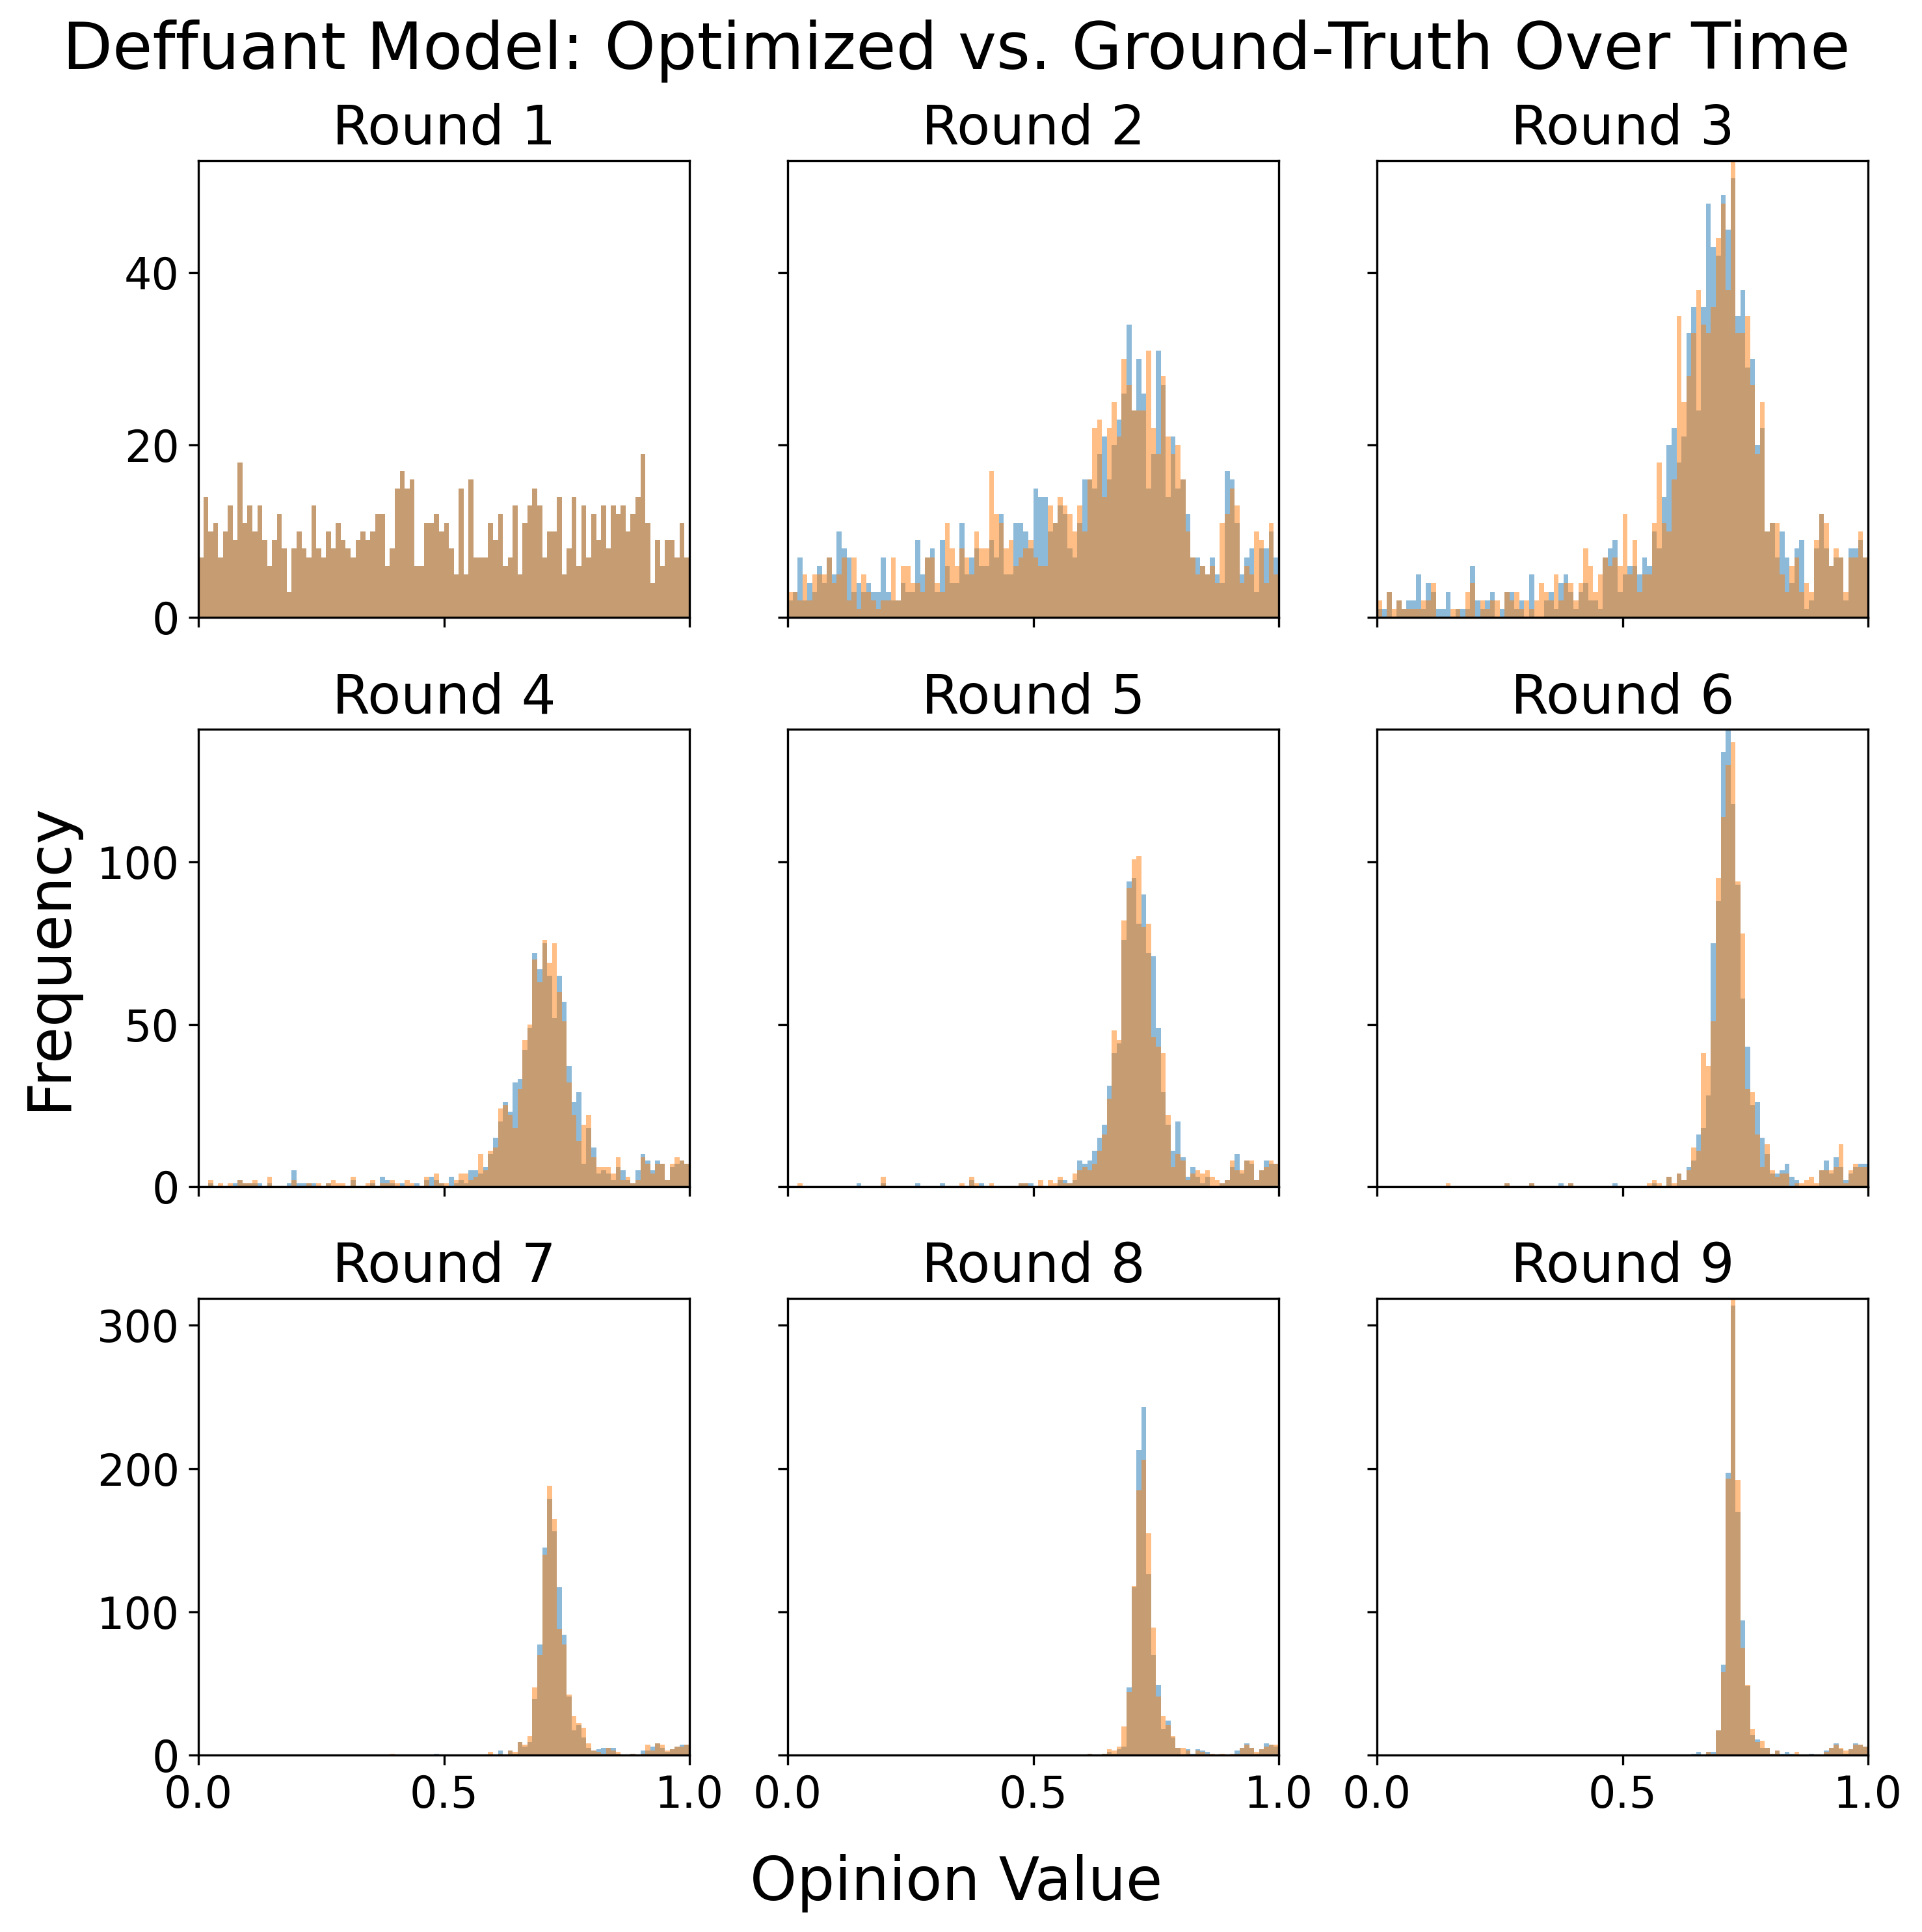 Deffuant Model: Optimized vs. Ground-Truth Over Time
Round 1
Round 2
Round 3
40
20
0
Round 4
Round 5
Round 6
Frequency
100
50
0
Round 7
Round 8
Round 9
300
200
100
0
0.0 0.5 1.0 0.0 0.5 1.0 0.0 0.5 1.0
Opinion Value